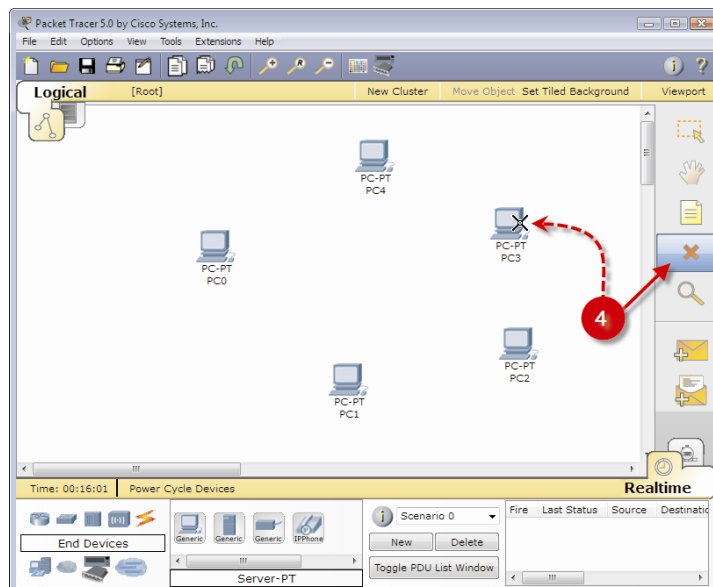 Packet Tracer 5.0 by Cisco Systems, Inc.
File Edit Options View Tools Extensions Help
Logical [Root] New Cluster Move Object Set Tiled Background Viewport
PC-PT
PC4
PC-PT
PC3
PC-PT
PC0
4
PC-PT
PC2
PC-PT
PC1
Time: 00:16:01 Power Cycle Devices Realtime
End Devices
Generic Generic Generic IPPhone
Server-PT
Scenario 0
New Delete
Toggle PDU List Window
Fire Last Status Source Destinatic